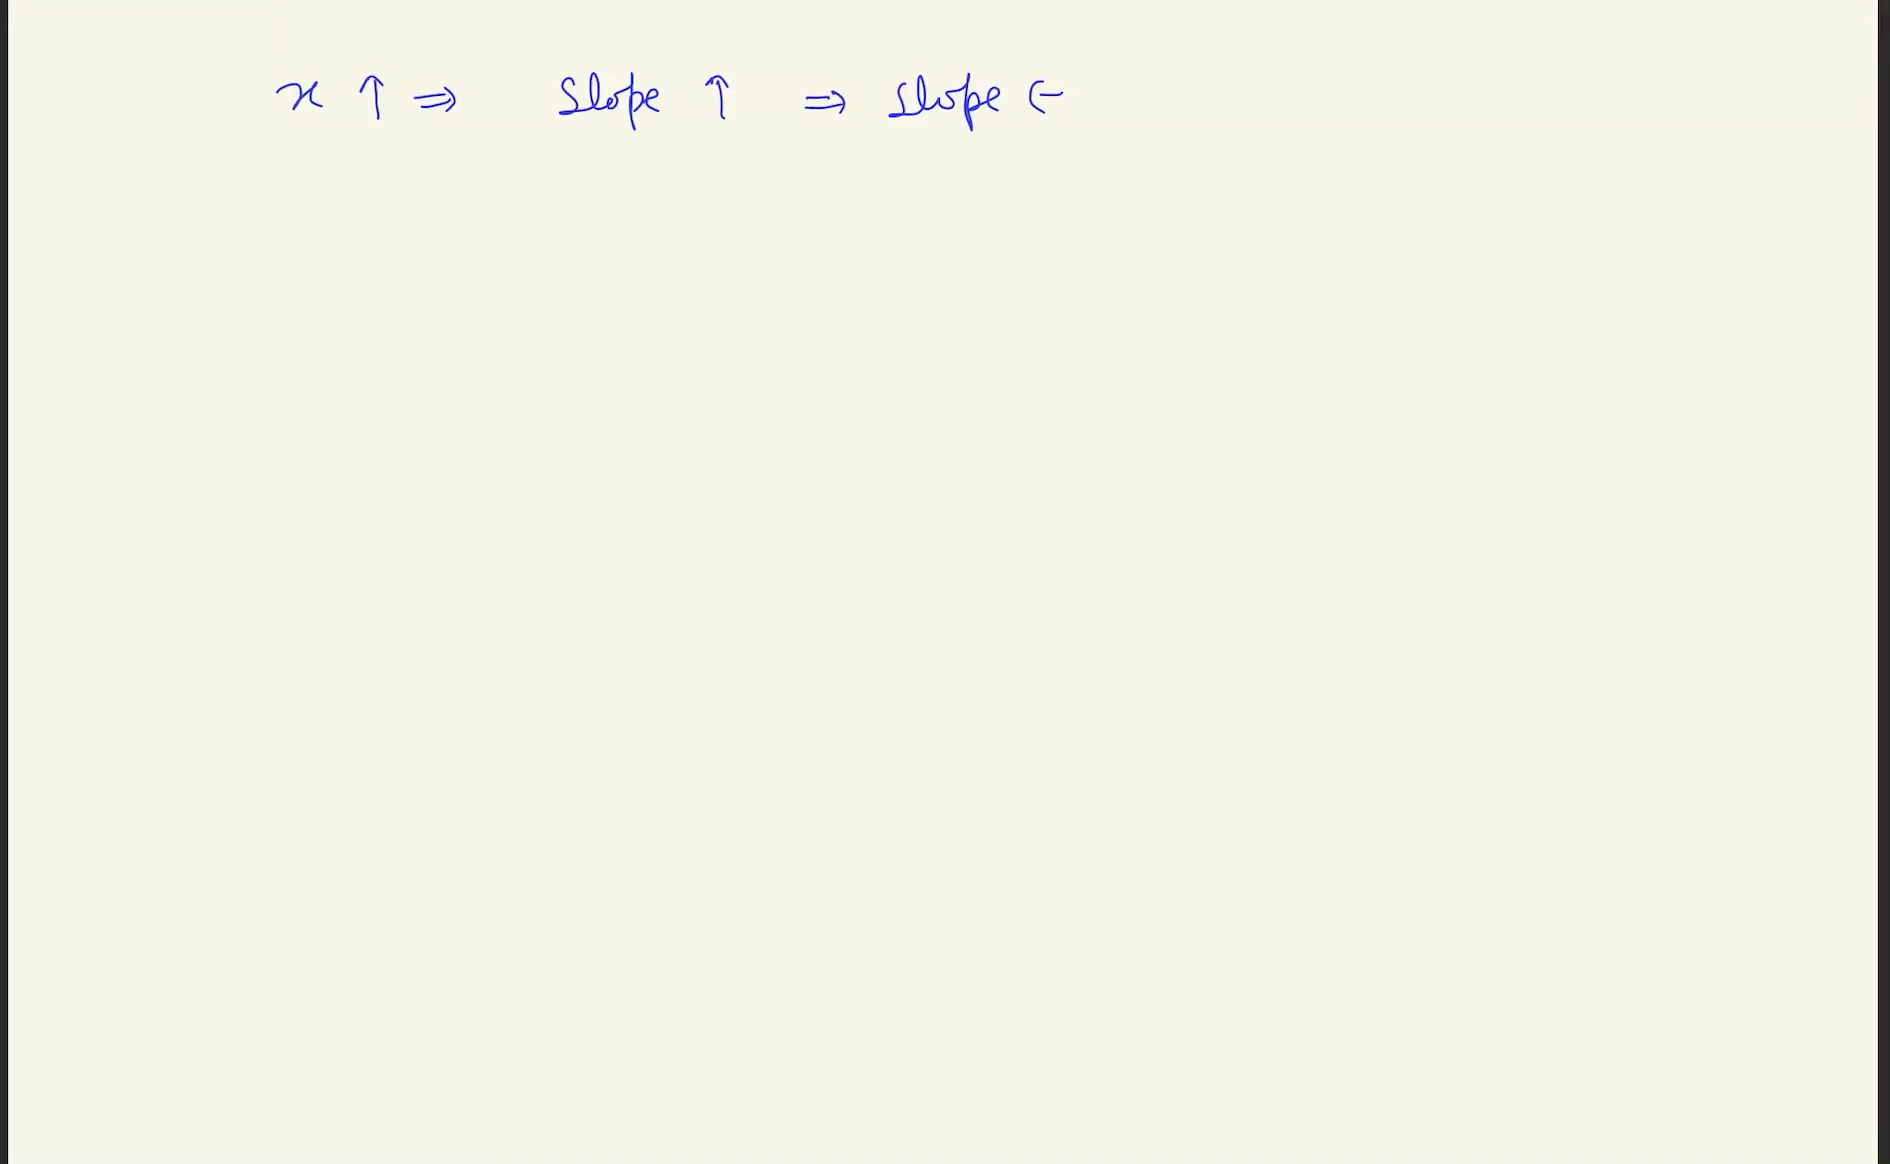 x ↑ ⇒ slope ↑ ⇒ slope